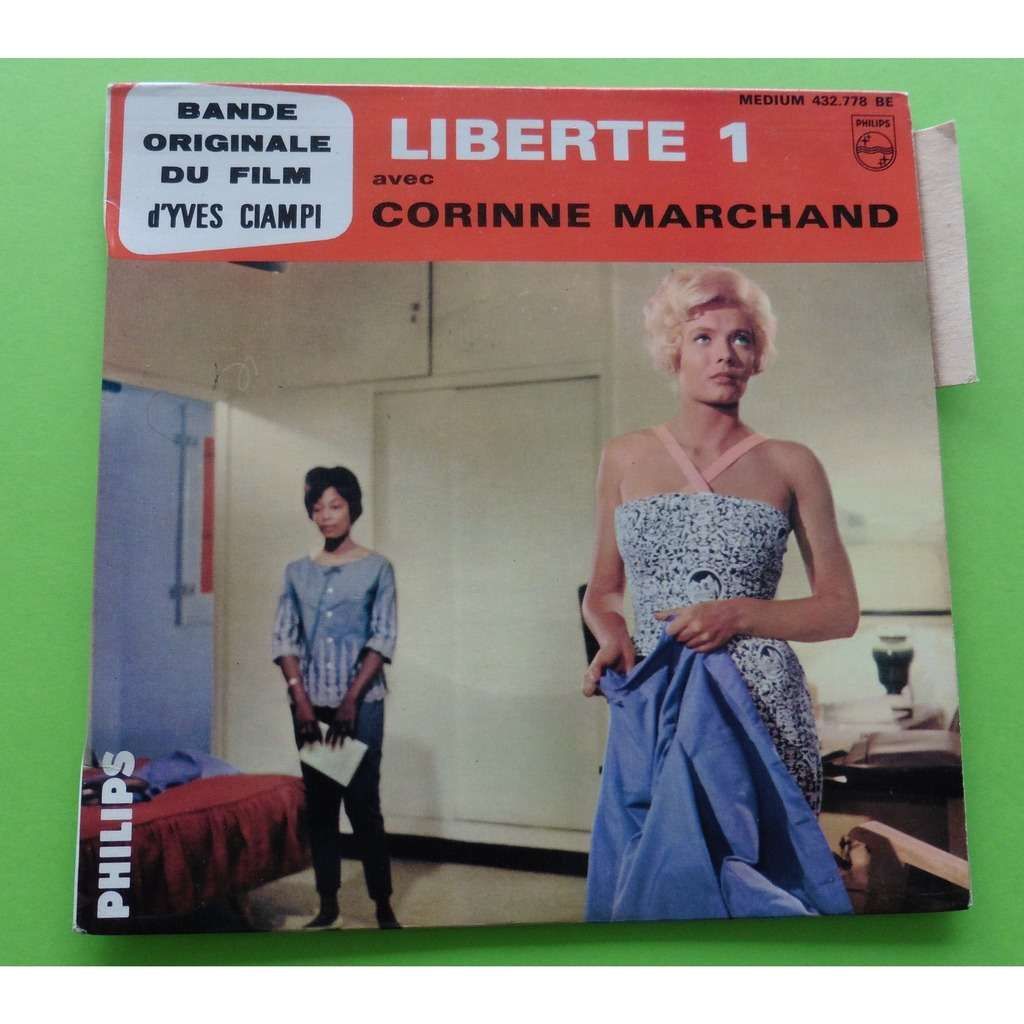 BANDE
ORIGINALE
DU FILM
d'YVES CIAMPI
MEDIUM 432.778 BE
LIBERTE 1
PHILIPS
avec
CORINNE MARCHAND
PHILIPS